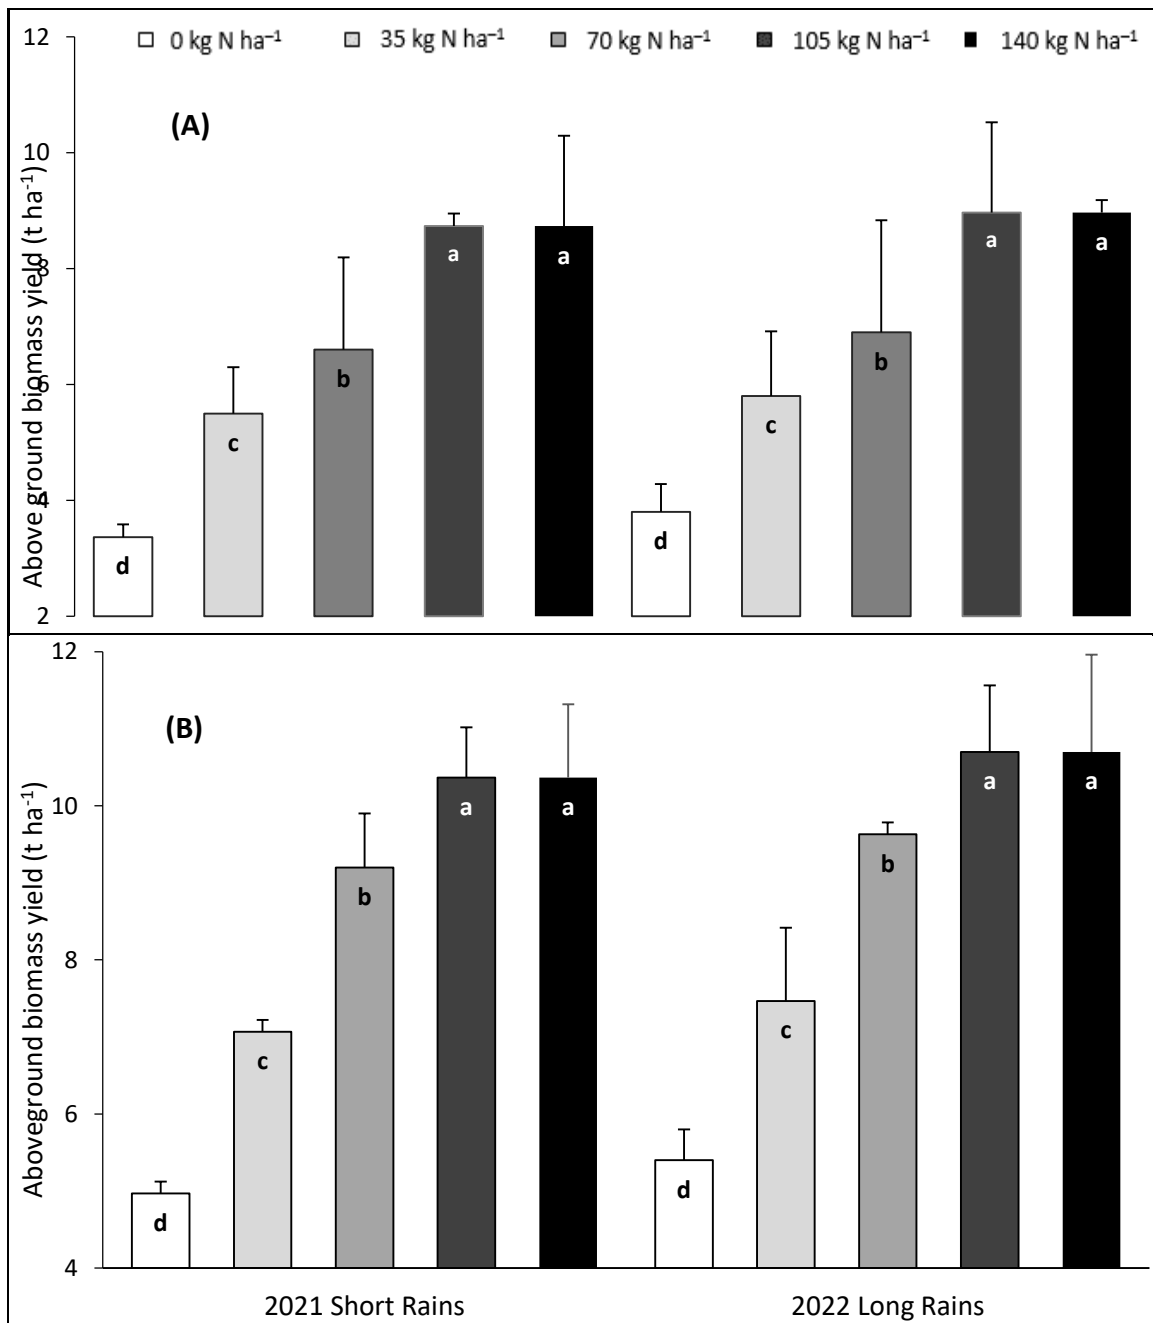 0 kg N ha⁻¹ 35 kg N ha⁻¹ 70 kg N ha⁻¹ 105 kg N ha⁻¹ 140 kg N ha⁻¹
(A)
Above ground biomass yield (t ha⁻¹)
12
10
8
6
4
2
d c b a a d c b a a
(B)
Aboveground biomass yield (t ha⁻¹)
12
10
8
6
4
d c b a a d c b a a
2021 Short Rains 2022 Long Rains